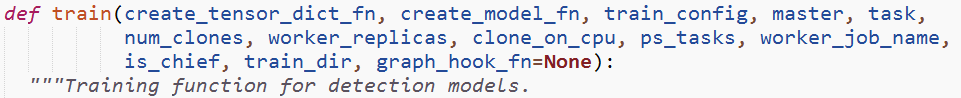 def train(create_tensor_dict_fn, create_model_fn, train_config, master, task,
num_clones, worker_replicas, clone_on_cpu, ps_tasks, worker_job_name,
is_chief, train_dir, graph_hook_fn=None):
"""Training function for detection models.